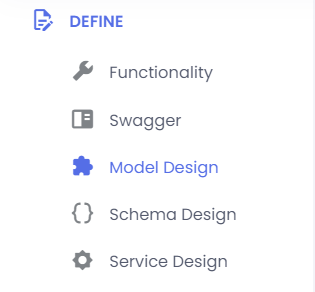 DEFINE
Functionality
Swagger
Model Design
Schema Design
Service Design